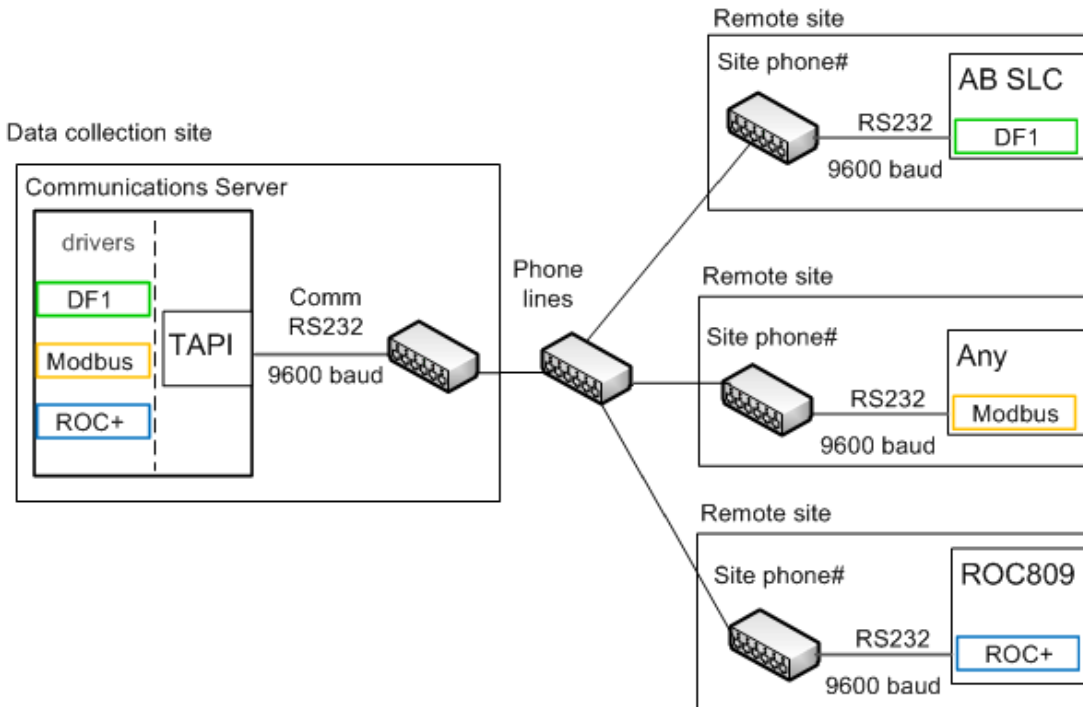 Data collection site
Communications Server
drivers
DF1
Modbus
ROC+
TAPI
Comm
RS232
9600 baud
Phone
lines
Remote site
Site phone#
RS232
9600 baud
AB SLC
DF1
Remote site
Site phone#
RS232
9600 baud
Any
Modbus
Remote site
Site phone#
RS232
9600 baud
ROC809
ROC+